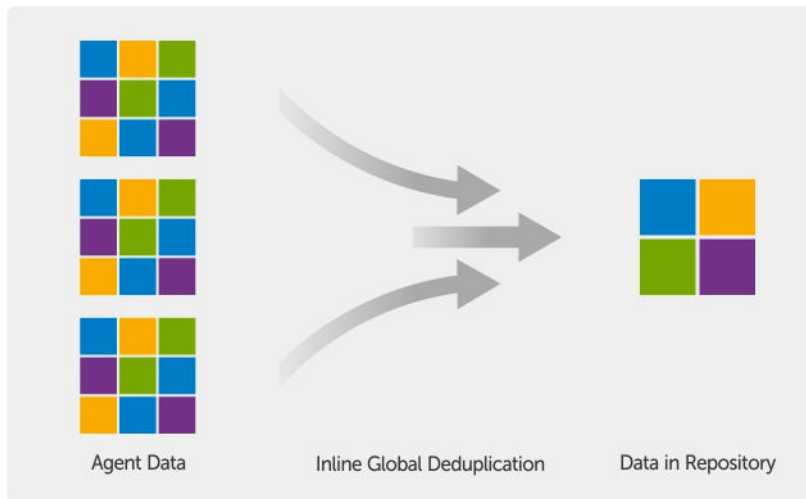 Agent Data
Inline Global Deduplication
Data in Repository